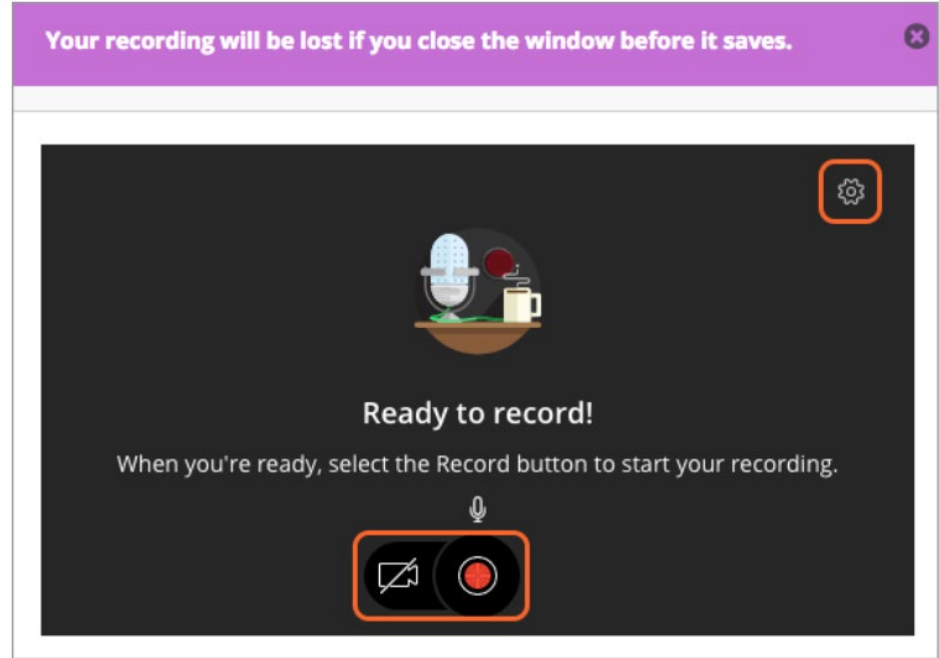 Your recording will be lost if you close the window before it saves.
Ready to record!
When you're ready, select the Record button to start your recording.